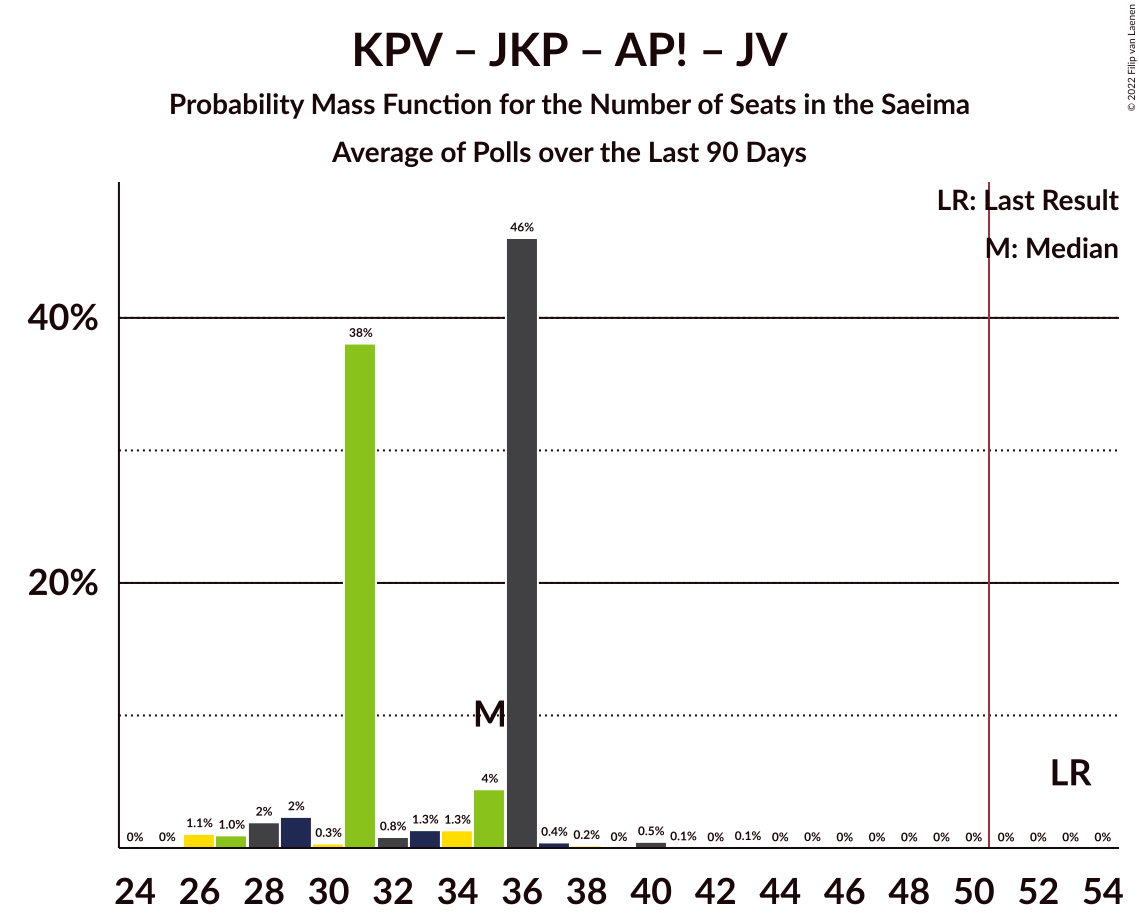 KPV – JKP – AP! – JV
Probability Mass Function for the Number of Seats in the Saeima
Average of Polls over the Last 90 Days
© 2022 Filip van Laenen
LR: Last Result
M: Median
40%
20%
0% 0% 1.1% 1.0% 2% 2% 0.3% 38% 0.8% 1.3% 1.3% 4% 46% 0.4% 0.2% 0% 0.5% 0.1% 0% 0.1% 0% 0% 0% 0% 0% 0% 0% 0% 0% 0% 0%
M
LR
24 26 28 30 32 34 36 38 40 42 44 46 48 50 52 54